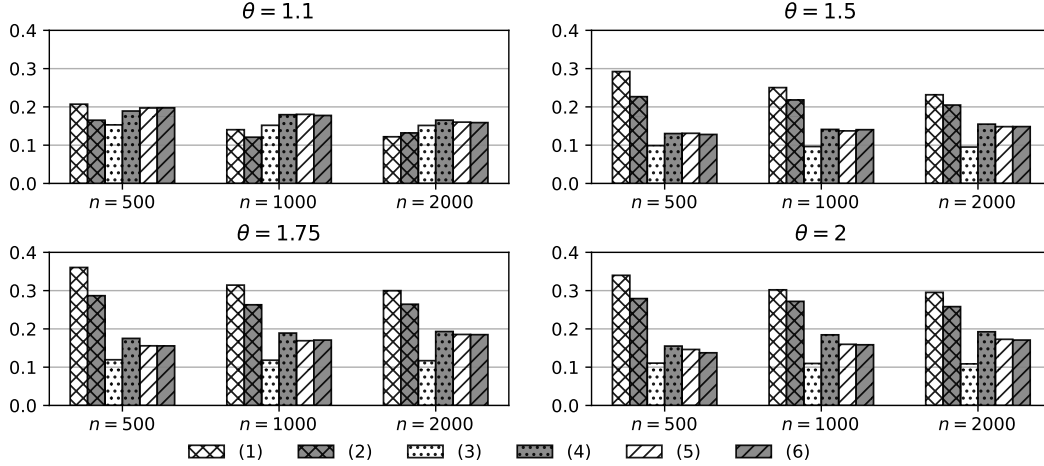 θ = 1.1
0.4
0.3
0.2
0.1
0.0
n = 500
n = 1000
n = 2000
θ = 1.5
0.4
0.3
0.2
0.1
0.0
n = 500
n = 1000
n = 2000
θ = 1.75
0.4
0.3
0.2
0.1
0.0
n = 500
n = 1000
n = 2000
θ = 2
0.4
0.3
0.2
0.1
0.0
n = 500
n = 1000
n = 2000
(1) (2) (3) (4) (5) (6)